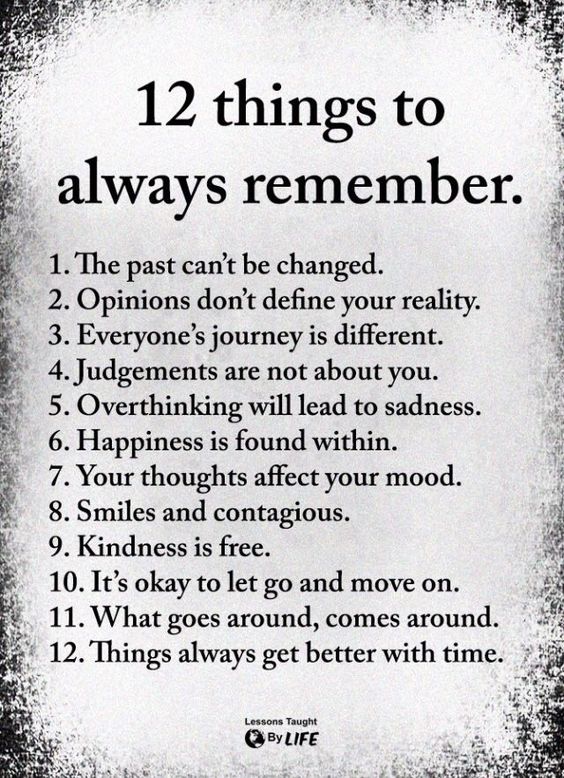 12 things to
always remember.
1. The past can’t be changed.
2. Opinions don’t define your reality.
3. Everyone’s journey is different.
4. Judgements are not about you.
5. Overthinking will lead to sadness.
6. Happiness is found within.
7. Your thoughts affect your mood.
8. Smiles and contagious.
9. Kindness is free.
10. It’s okay to let go and move on.
11. What goes around, comes around.
12. Things always get better with time.
Lessons Taught
By LIFE